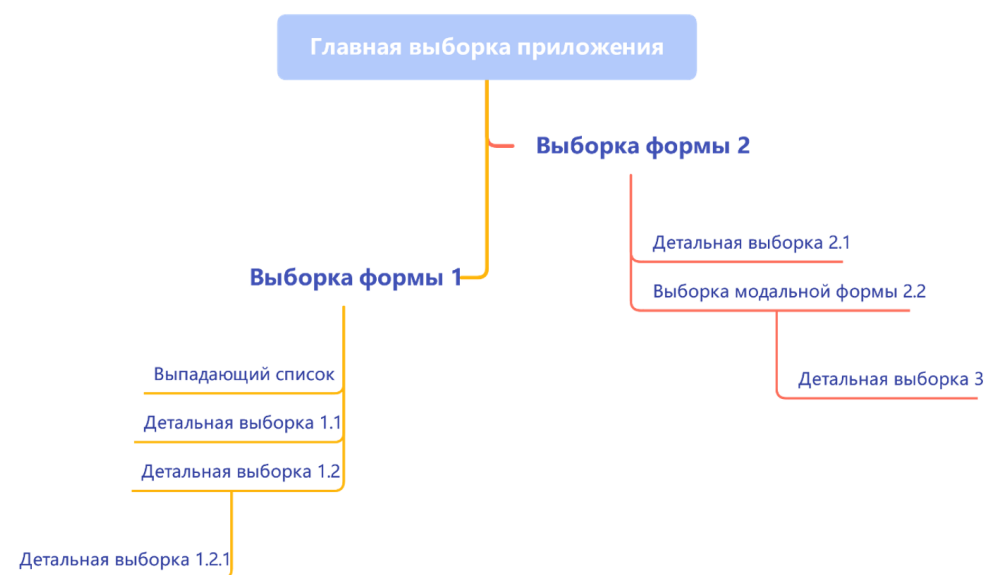 Главная выборка приложения
Выборка формы 2
Детальная выборка 2.1
Выборка модальной формы 2.2
Детальная выборка 3
Выборка формы 1
Выпадающий список
Детальная выборка 1.1
Детальная выборка 1.2
Детальная выборка 1.2.1